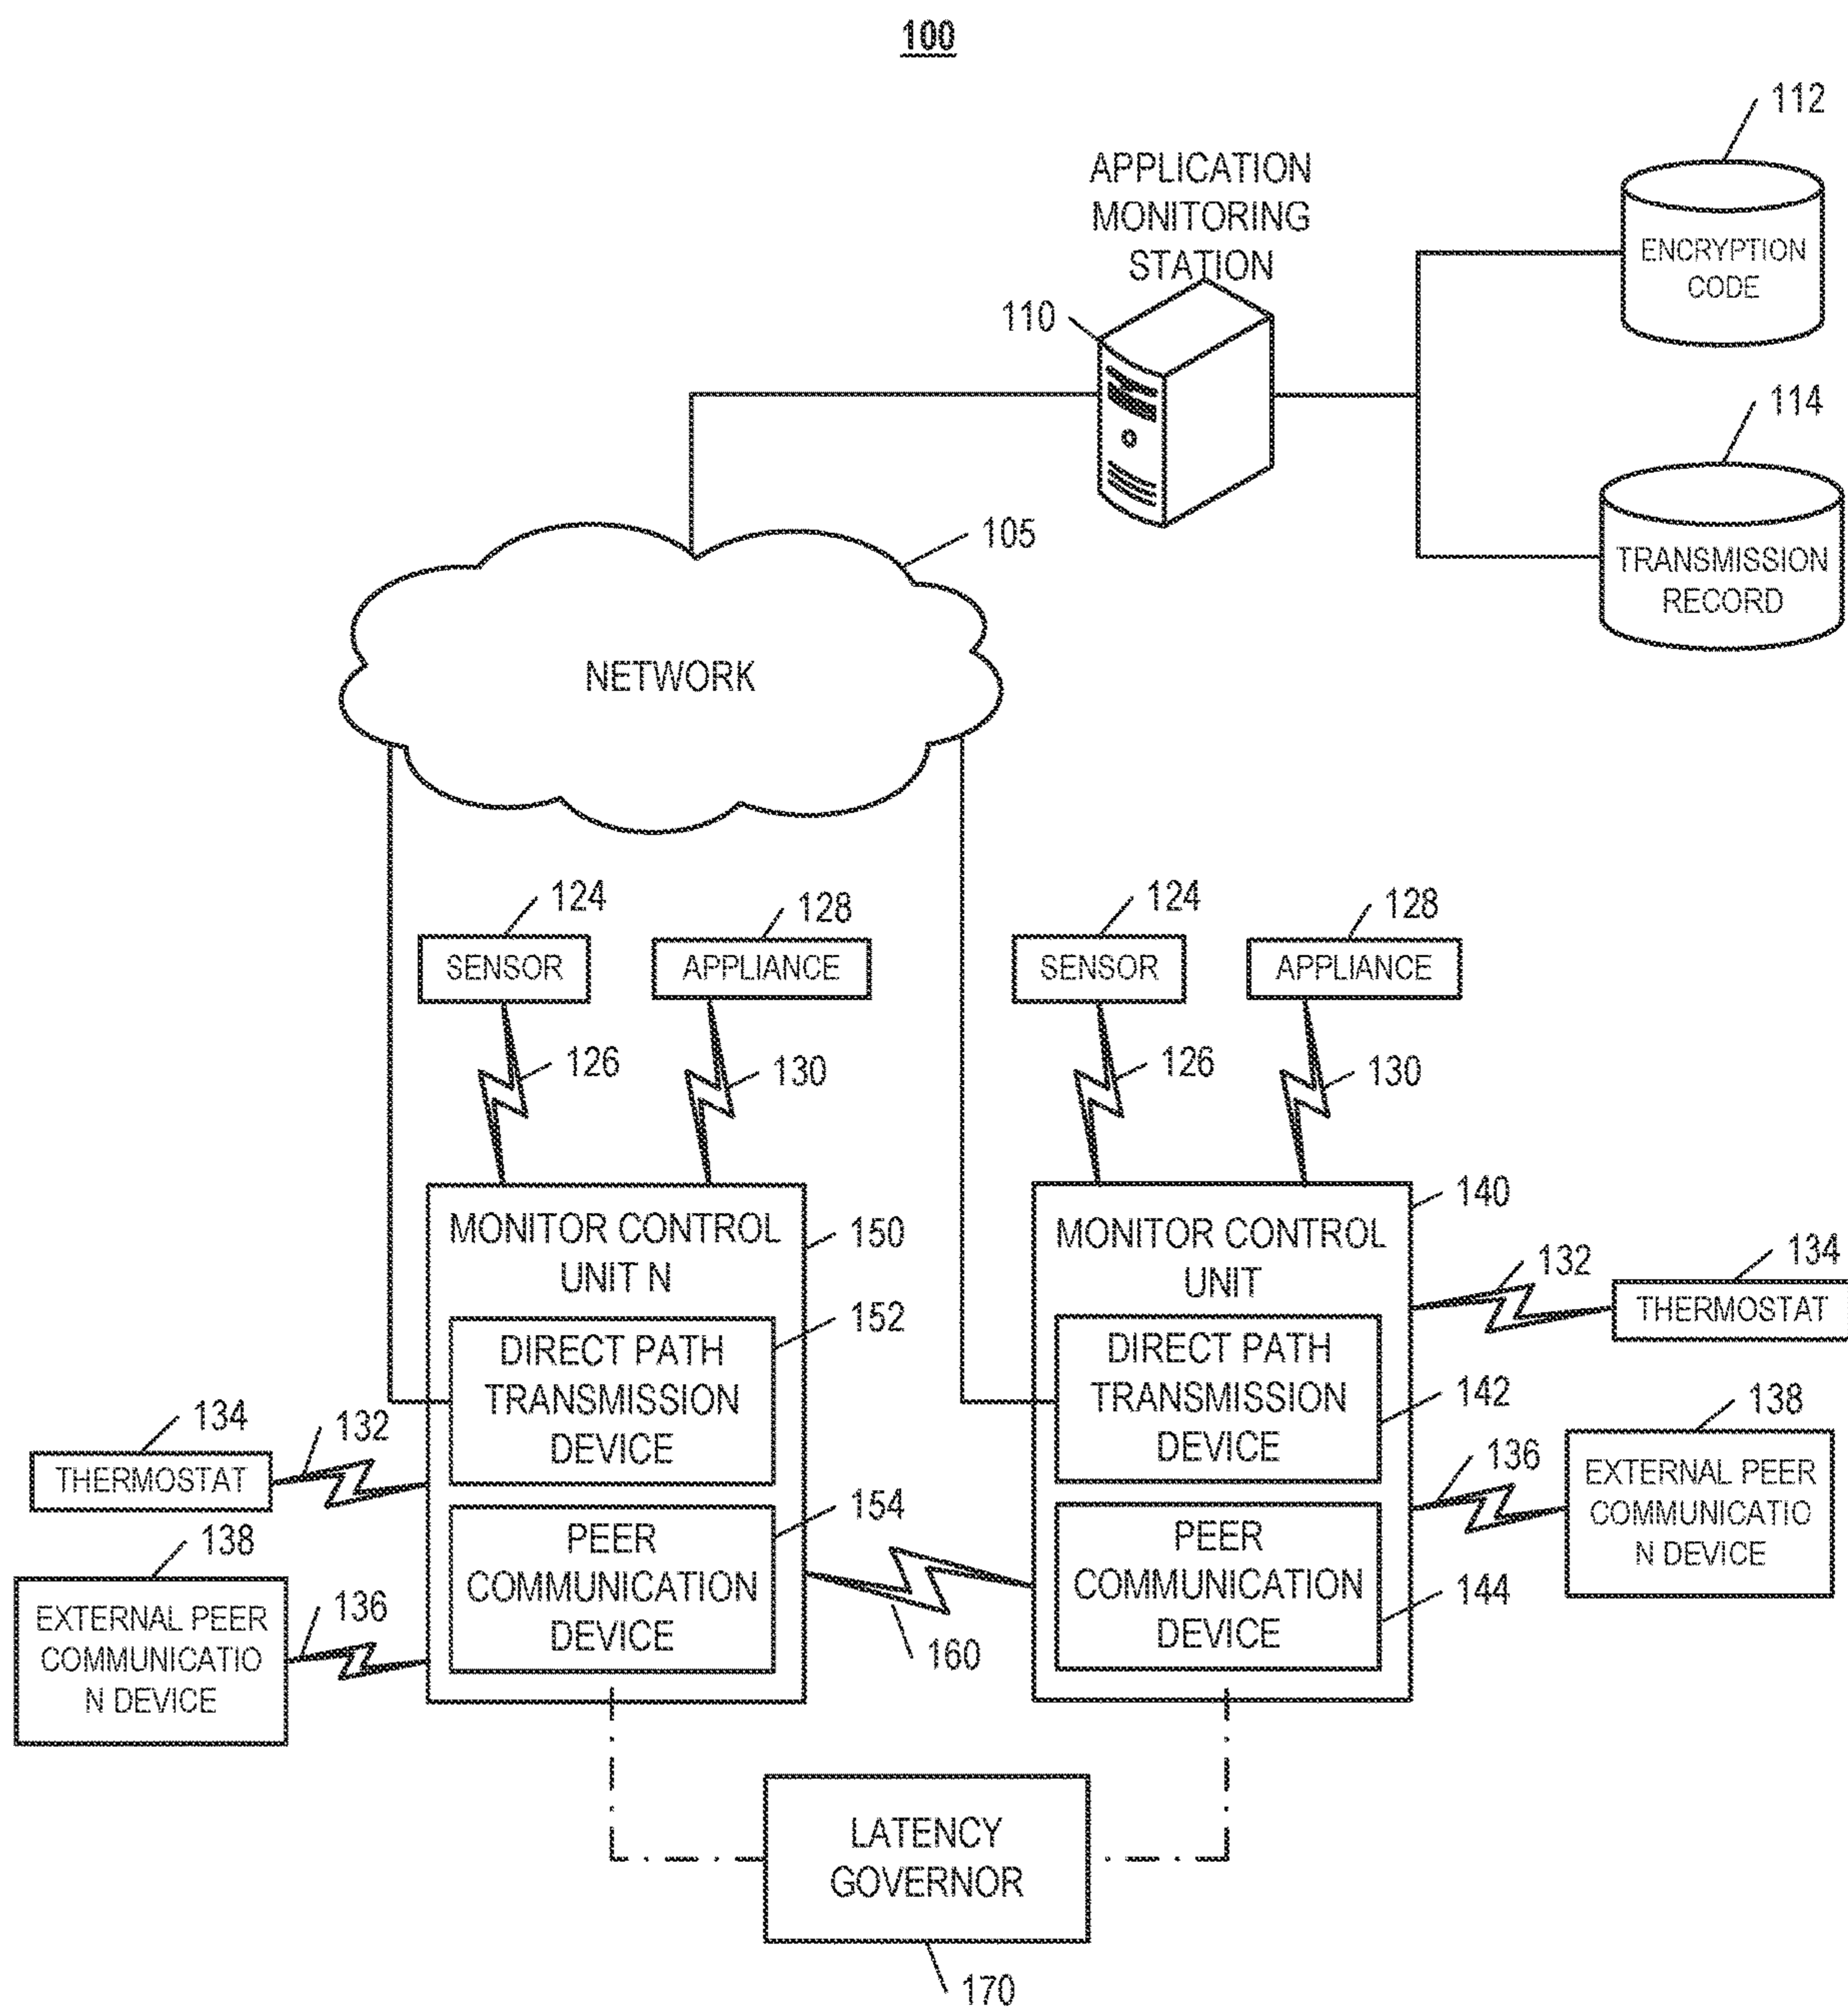 100
112
APPLICATION
MONITORING
STATION
ENCRYPTION
CODE
110
114
105
TRANSMISSION
RECORD
NETWORK
124
128
124
128
SENSOR
APPLIANCE
SENSOR
APPLIANCE
126
130
126
130
MONITOR CONTROL
UNIT N
150
MONITOR CONTROL
UNIT
140
132
134
THERMOSTAT
DIRECT PATH
TRANSMISSION
DEVICE
152
DIRECT PATH
TRANSMISSION
DEVICE
142
138
134
132
THERMOSTAT
136
EXTERNAL PEER
COMMUNICATIO
N DEVICE
138
PEER
COMMUNICATION
DEVICE
154
PEER
COMMUNICATION
DEVICE
144
EXTERNAL PEER
COMMUNICATIO
N DEVICE
136
160
LATENCY
GOVERNOR
170